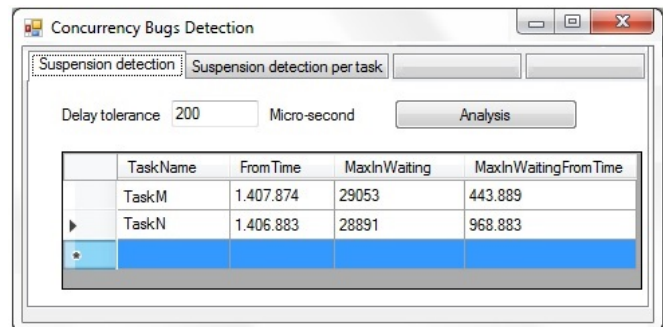 Concurrency Bugs Detection
Suspension detection Suspension detection per task
Delay tolerance 200 Micro-second Analysis
TaskName FromTime MaxInWaiting MaxInWaitingFromTime
TaskM 1.407.874 29053 443.889
TaskN 1.406.883 28891 968.883